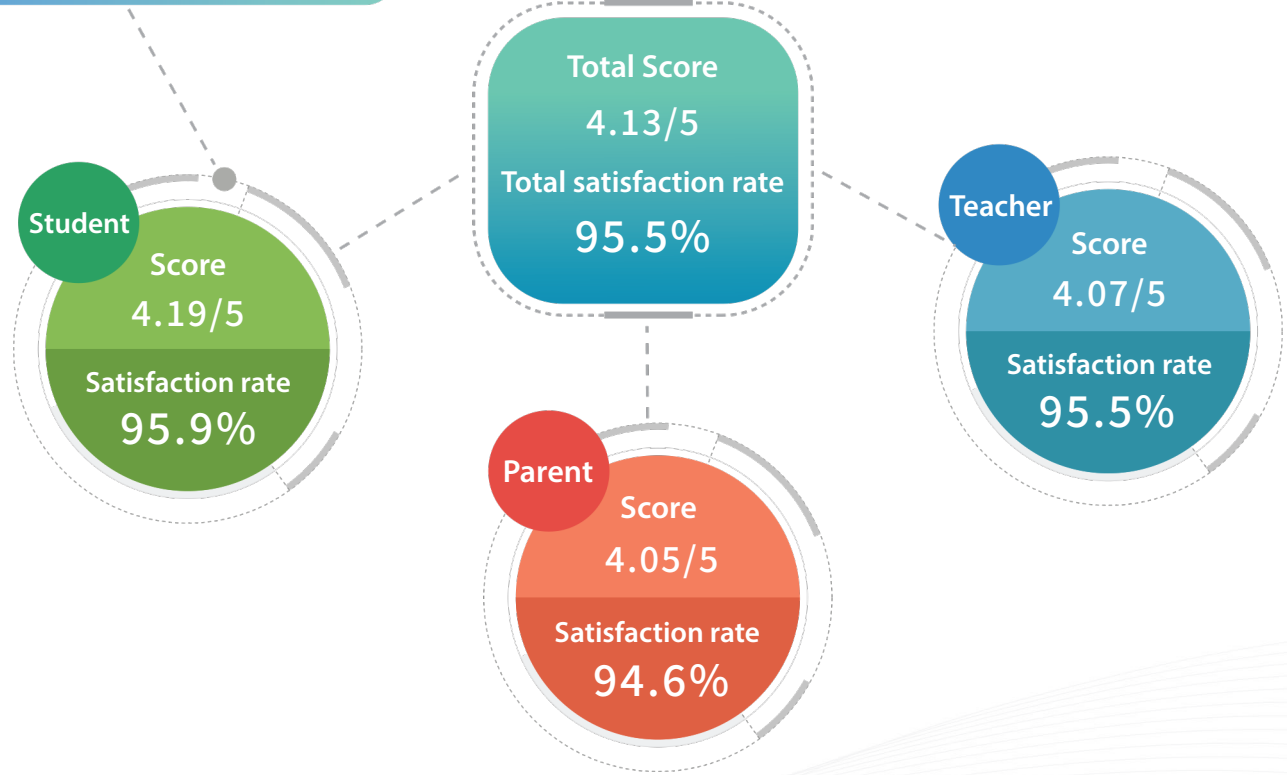 Total Score
4.13/5
Total satisfaction rate
95.5%
Student
Score
4.19/5
Satisfaction rate
95.9%
Parent
Score
4.05/5
Satisfaction rate
94.6%
Teacher
Score
4.07/5
Satisfaction rate
95.5%